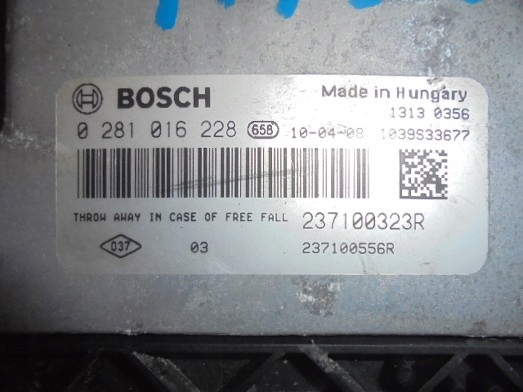 BOSCH Made in Hungary
1313 0356
0 281 016 228 658 10-04-08 1039S33677
THROW AWAY IN CASE OF FREE FALL 237100323R
037 03 237100556R